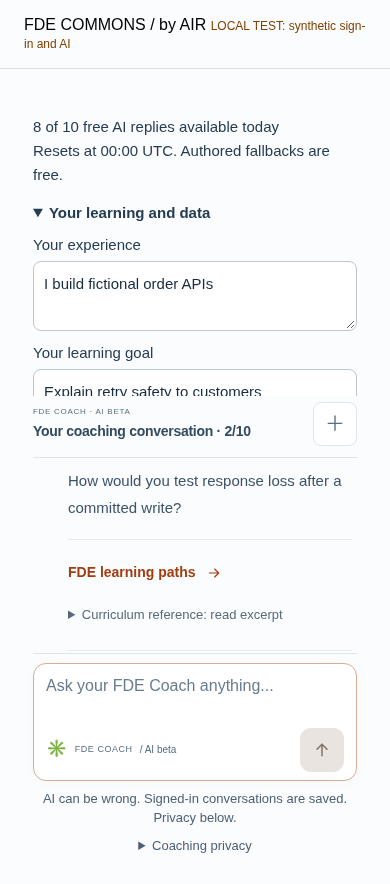 FDE COMMONS / by AIR LOCAL TEST: synthetic sign-
in and AI
8 of 10 free AI replies available today
Resets at 00:00 UTC. Authored fallbacks are
free.
Your learning and data
Your experience
I build fictional order APIs
Your learning goal
Explain retry safety to customers
FDE COACH · AI BETA
Your coaching conversation · 2/10
How would you test response loss after a
committed write?
FDE learning paths →
Curriculum reference: read excerpt
Ask your FDE Coach anything...
FDE COACH / AI beta
AI can be wrong. Signed-in conversations are saved.
Privacy below.
Coaching privacy